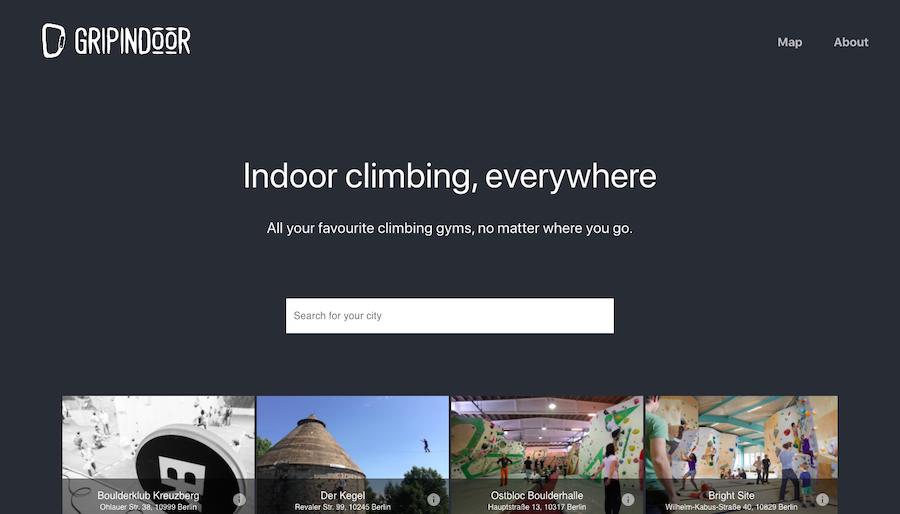 GRIPINDOOR
Map
About
Indoor climbing, everywhere
All your favourite climbing gyms, no matter where you go.
Search for your city
Boulderklub Kreuzberg
Ohlauer Str. 38, 10999 Berlin
Der Kegel
Revaler Str. 99, 10245 Berlin
Ostbloc Boulderhalle
Hauptstraße 13, 10317 Berlin
Bright Site
Wilhelm-Kabus-Straße 40, 10829 Berlin